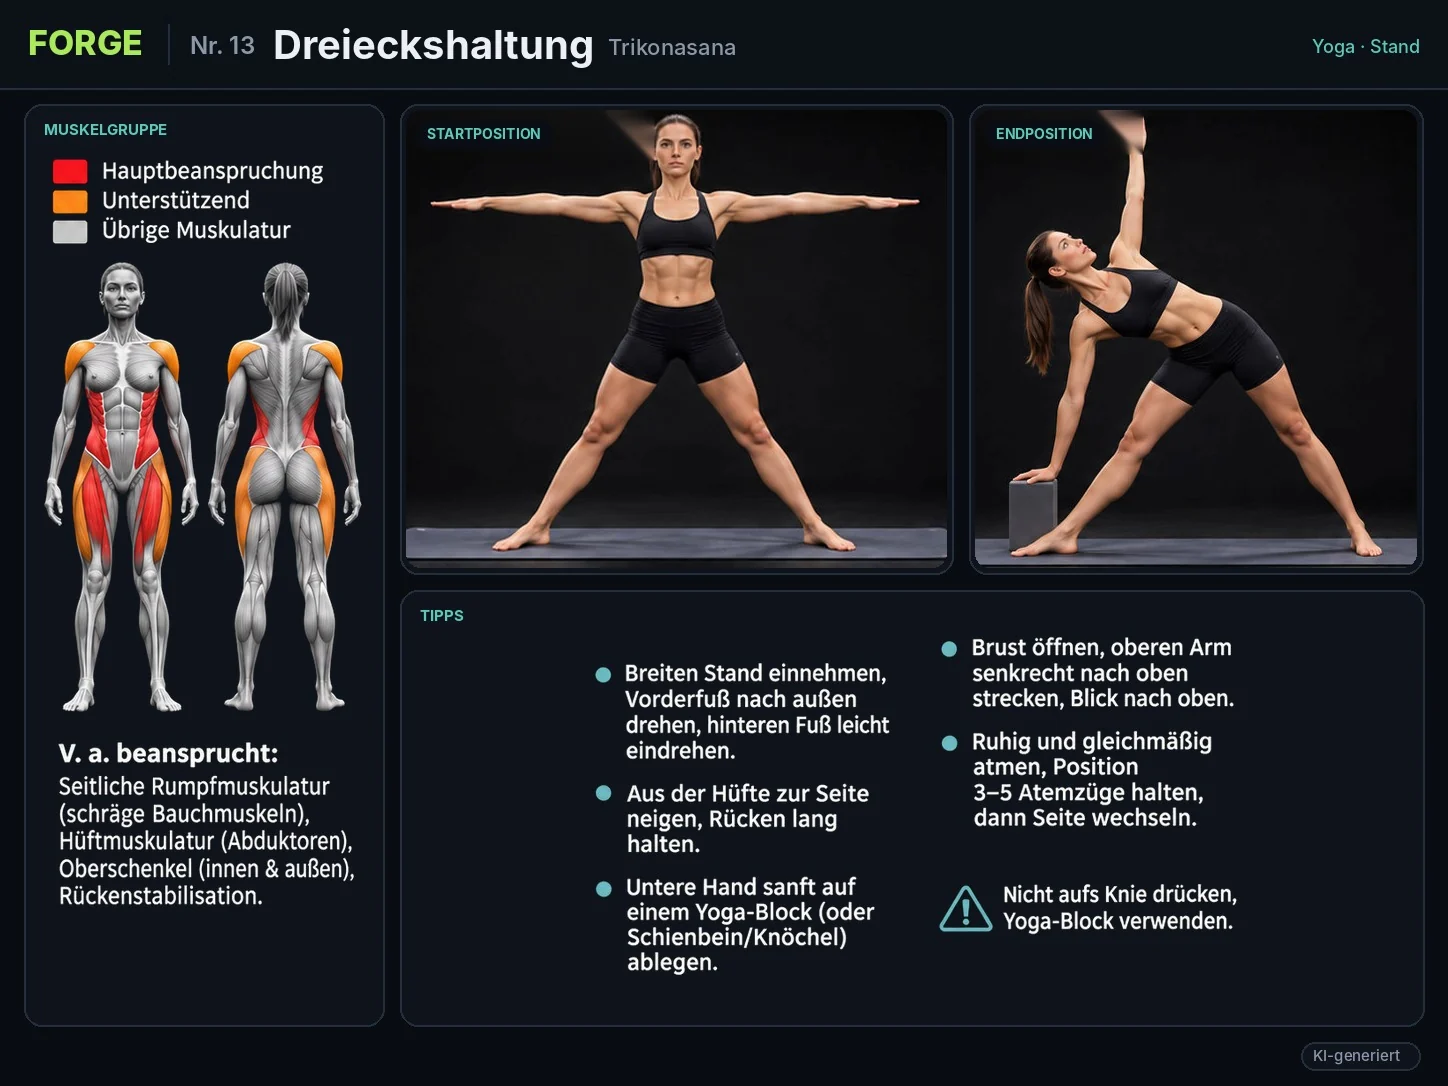 FORGE
Nr. 13 Dreieckshaltung Trikonasana
Yoga · Stand
MUSKELGRUPPE
Hauptbeanspruchung
Unterstützend
Übrige Muskulatur
V. a. beansprucht:
Seitliche Rumpfmuskulatur
(schräge Bauchmuskeln),
Hüftmuskulatur (Abduktoren),
Oberschenkel (innen & außen),
Rückenstabilisation.
STARTPOSITION
ENDPOSITION
TIPPS
Breiten Stand einnehmen,
Vorderfuß nach außen
drehen, hinteren Fuß leicht
eindrehen.
Aus der Hüfte zur Seite
neigen, Rücken lang
halten.
Untere Hand sanft auf
einem Yoga-Block (oder
Schienbein/Knöchel)
ablegen.
Brust öffnen, oberen Arm
senkrecht nach oben
strecken, Blick nach oben.
Ruhig und gleichmäßig
atmen, Position
3–5 Atemzüge halten,
dann Seite wechseln.
Nicht aufs Knie drücken,
Yoga-Block verwenden.
KI-generiert